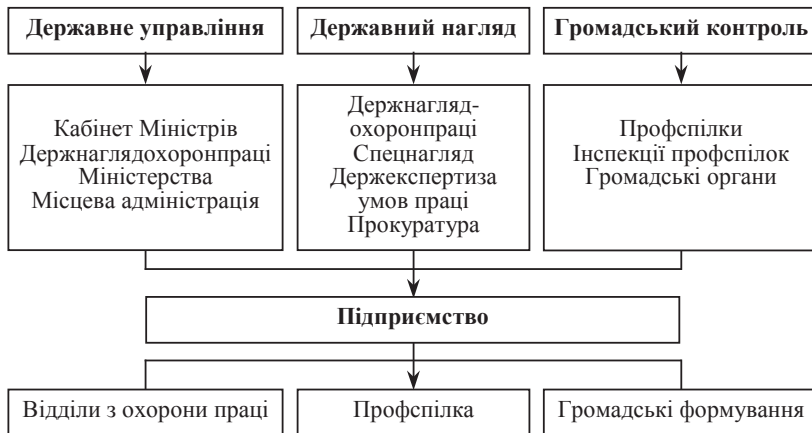 Державне управління
Державний нагляд
Громадський контроль
Кабінет Міністрів
Держнаглядохоронпраці
Міністерства
Місцева адміністрація
Держнагляд-
охоронпраці
Спецнагляд
Держекспертиза
умов праці
Прокуратура
Профспілки
Інспекції профспілок
Громадські органи
Підприємство
Відділи з охорони праці
Профспілка
Громадські формування